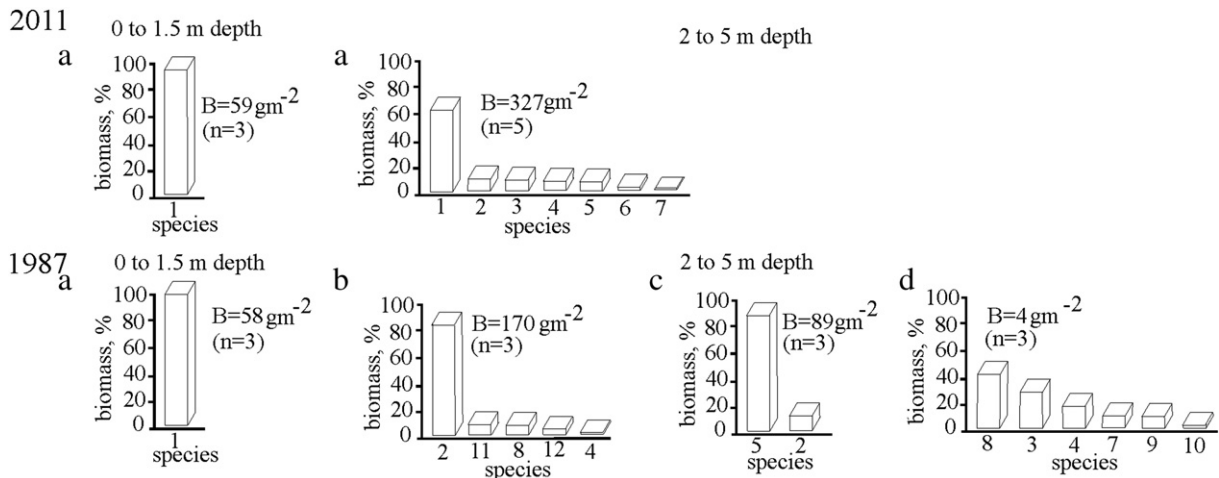 2011
0 to 1.5 m depth
2 to 5 m depth
a
biomass, %
100
80
60
40
20
0
B=59gm-2
(n=3)
1
species
a
biomass, %
100
80
60
40
20
0
B=327gm-2
(n=5)
1 2 3 4 5 6 7
species
1987
0 to 1.5 m depth
2 to 5 m depth
a
biomass, %
100
80
60
40
20
0
B=58gm-2
(n=3)
1
species
b
biomass, %
100
80
60
40
20
0
B=170gm-2
(n=3)
2 11 8 12 4
species
c
biomass, %
100
80
60
40
20
0
B=89gm-2
(n=3)
5 2
species
d
biomass, %
100
80
60
40
20
0
B=4gm-2
(n=3)
8 3 4 7 9 10
species